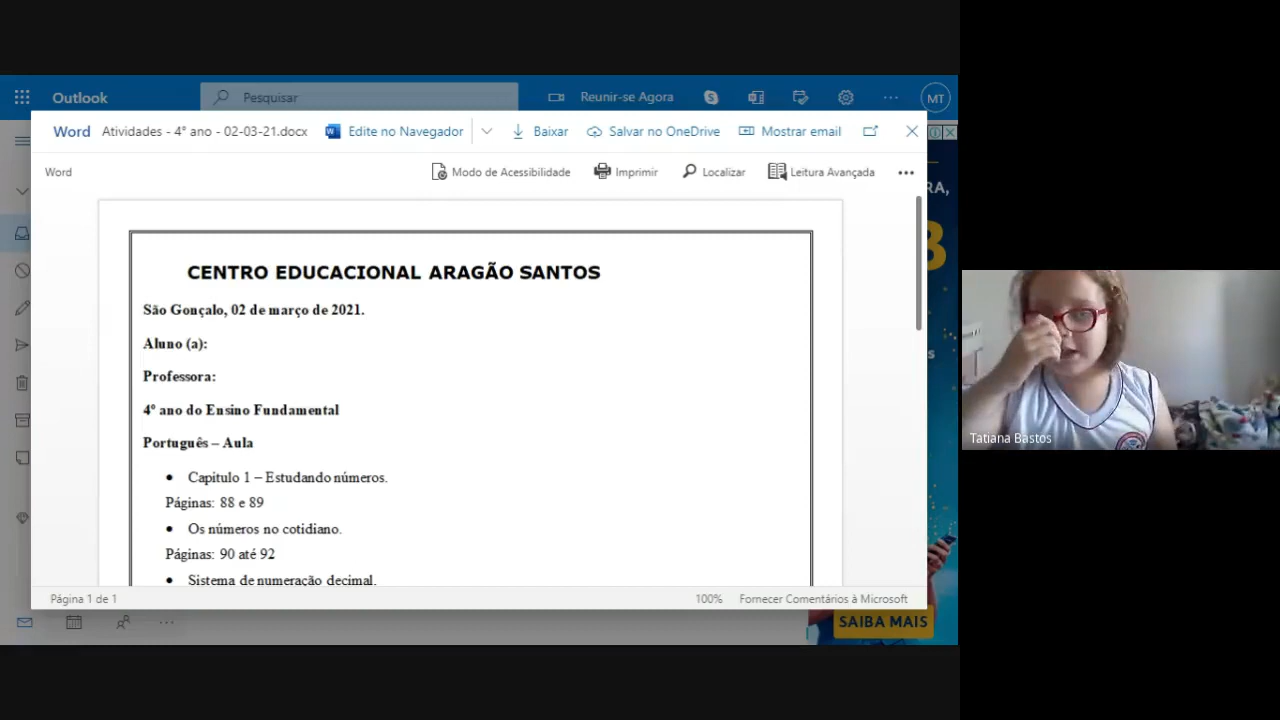 Outlook
Pesquisar
Reunir-se Agora
MT
Word
Atividades - 4° ano - 02-03-21.docx
Edite no Navegador
Baixar
Salvar no OneDrive
Mostrar email
Word
Modo de Acessibilidade
Imprimir
Localizar
Leitura Avançada
RA,
CENTRO EDUCACIONAL ARAGÃO SANTOS
São Gonçalo, 02 de março de 2021.
Aluno (a):
Professora:
4º ano do Ensino Fundamental
Português – Aula
Capitulo 1 – Estudando números.
Páginas: 88 e 89
Os números no cotidiano.
Páginas: 90 até 92
Sistema de numeração decimal.
Página 1 de 1
100%
Fornecer Comentários à Microsoft
SAIBA MAIS
Tatiana Bastos